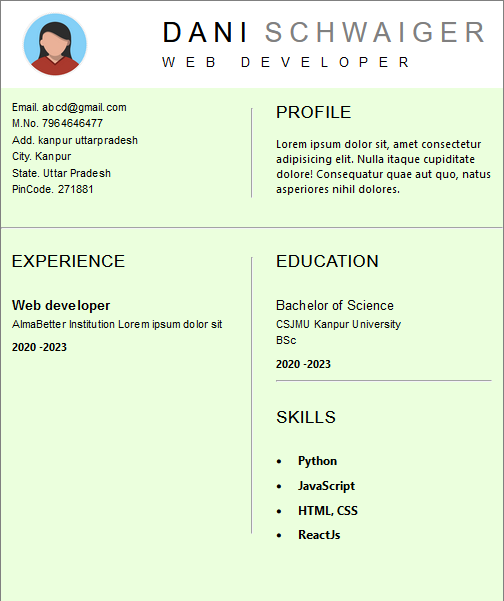 DANI SCHWAIGER
WEB DEVELOPER
Email. abcd@gmail.com
M.No. 7964646477
Add. kanpur uttarpradesh
City. Kanpur
State. Uttar Pradesh
PinCode. 271881
PROFILE
Lorem ipsum dolor sit, amet consectetur
adipisicing elit. Nulla itaque cupiditate
dolore! Consequatur quae aut quo, natus
asperiores nihil dolores.
EXPERIENCE
Web developer
AlmaBetter Institution Lorem ipsum dolor sit
2020 -2023
EDUCATION
Bachelor of Science
CSJMU Kanpur University
BSc
2020 -2023
SKILLS
• Python
• JavaScript
• HTML, CSS
• ReactJs